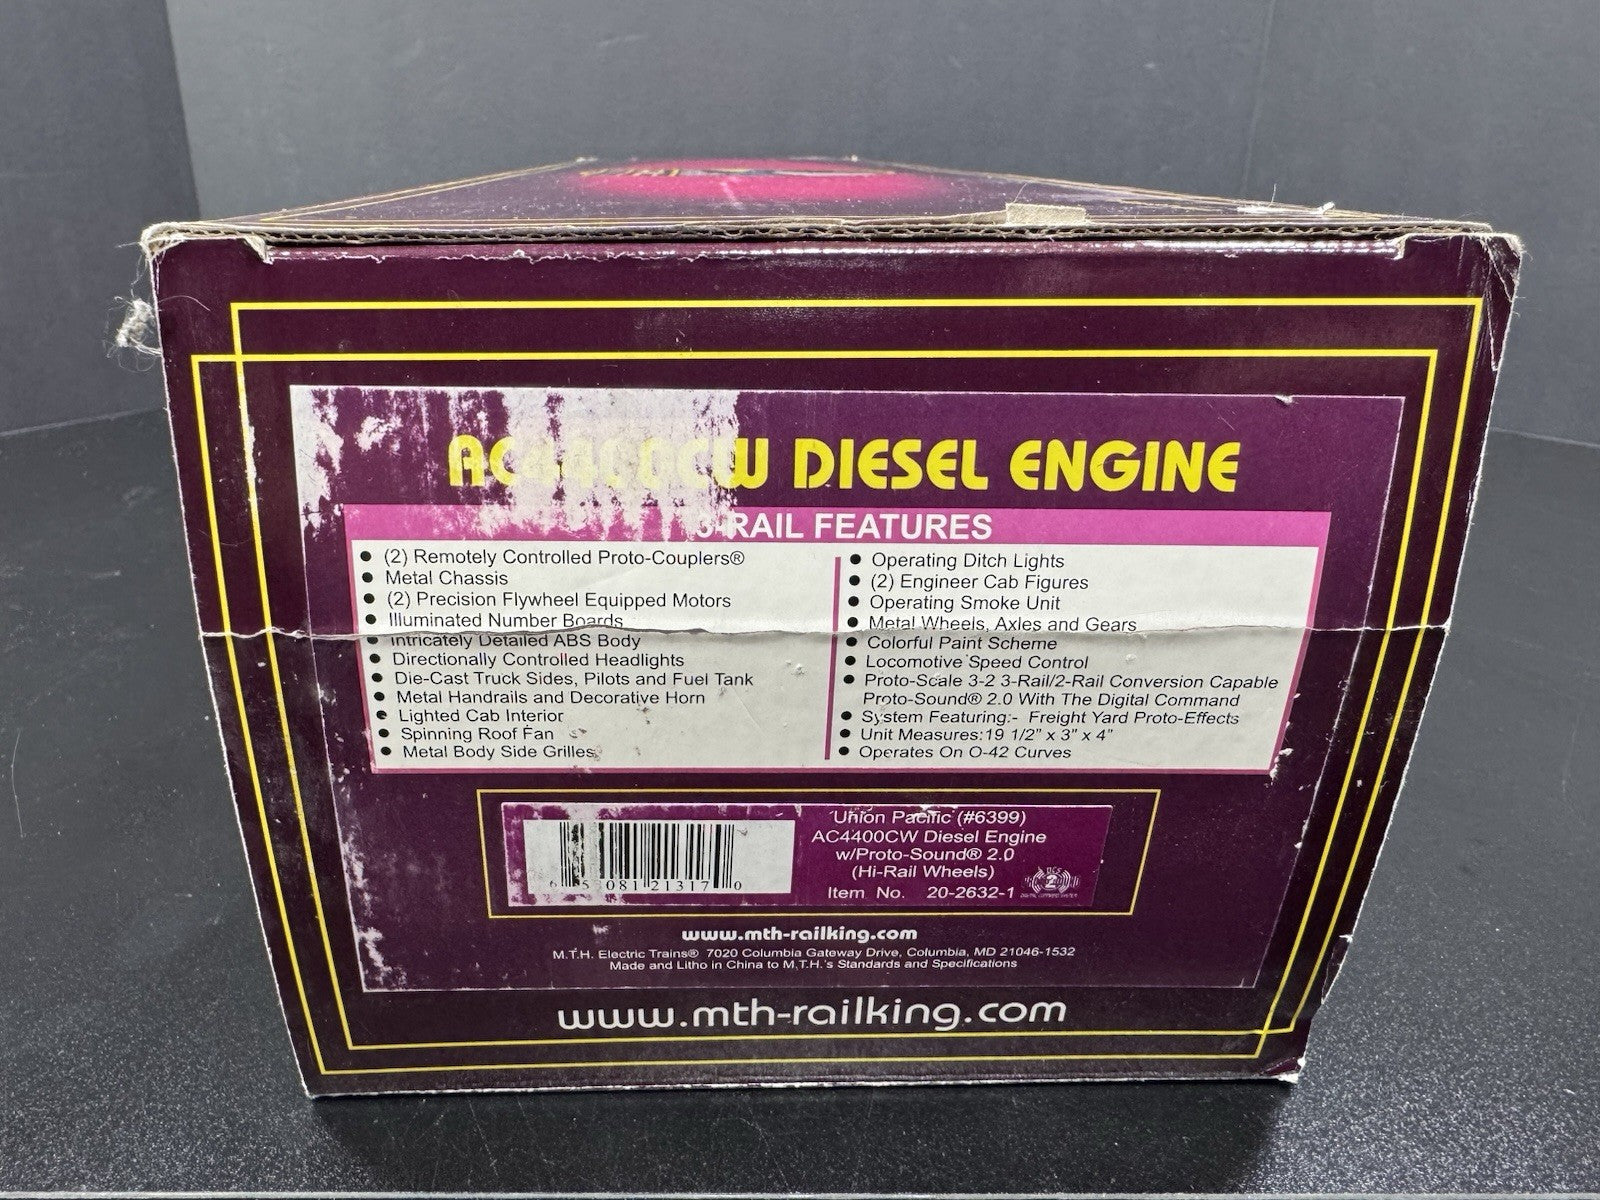 AC4400CW DIESEL ENGINE
3-RAIL FEATURES
• (2) Remotely Controlled Proto-Couplers®
• Metal Chassis
• (2) Precision Flywheel Equipped Motors
• Illuminated Number Boards
• Intricately Detailed ABS Body
• Directionally Controlled Headlights
• Die-Cast Truck Sides, Pilots and Fuel Tank
• Metal Handrails and Decorative Horn
• Lighted Cab Interior
• Spinning Roof Fan
• Metal Body Side Grilles
• Operating Ditch Lights
• (2) Engineer Cab Figures
• Operating Smoke Unit
• Metal Wheels, Axles and Gears
• Colorful Paint Scheme
• Locomotive Speed Control
• Proto-Scale 3-2 3-Rail/2-Rail Conversion Capable
Proto-Sound® 2.0 With The Digital Command
• System Featuring:- Freight Yard Proto-Effects
• Unit Measures:19 1/2" x 3" x 4"
• Operates On O-42 Curves
6 5 081 21317 0
Union Pacific (#6399)
AC4400CW Diesel Engine
w/Proto-Sound® 2.0
(Hi-Rail Wheels)
Item No. 20-2632-1
DCS
2
www.mth-railking.com
M.T.H. Electric Trains® 7020 Columbia Gateway Drive, Columbia, MD 21046-1532
Made and Litho in China to M.T.H.'s Standards and Specifications
www.mth-railking.com